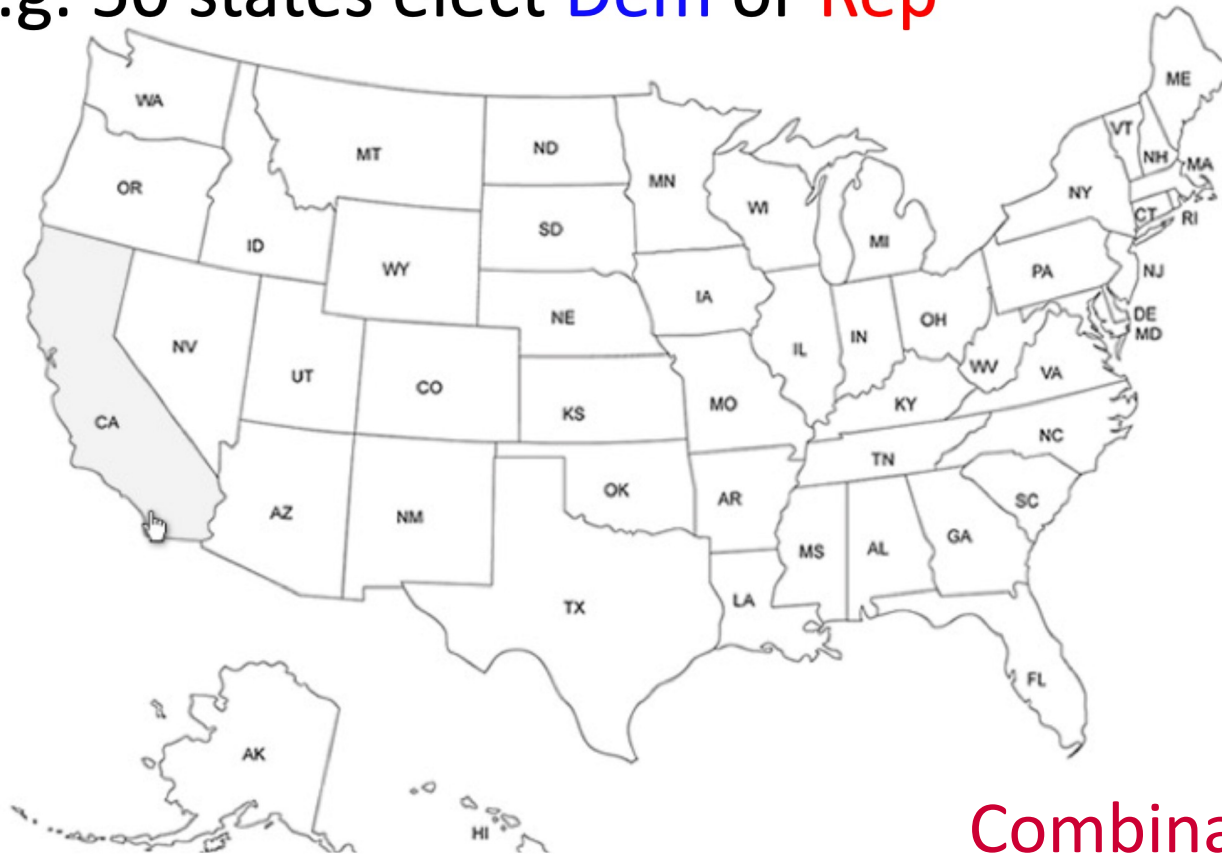 .g. 50 states elect Dem or Rep
ME
WA
VT
MT
ND
NH
MA
OR
MN
NY
WI
CT
RI
SD
MI
ID
WY
PA
NJ
IA
NE
DE
OH
MD
IN
NV
IL
WV
VA
UT
CO
MO
KY
KS
CA
NC
TN
OK
AR
SC
AZ
NM
GA
MS
AL
LA
TX
FL
AK
HI
Combina